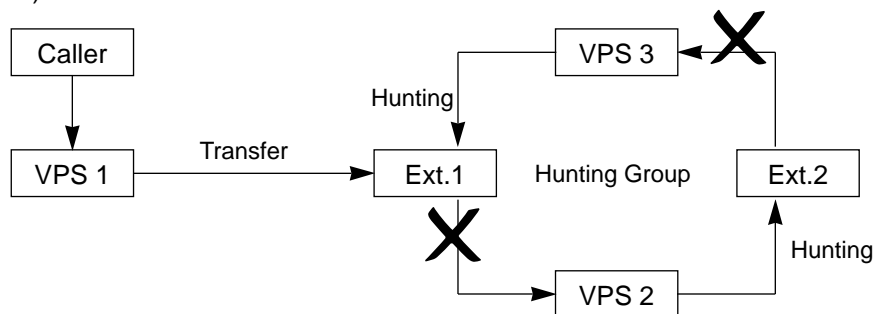 )
Caller
VPS 3
Hunting
Transfer
VPS 1
Ext.1
Hunting Group
Ext.2
Hunting
VPS 2